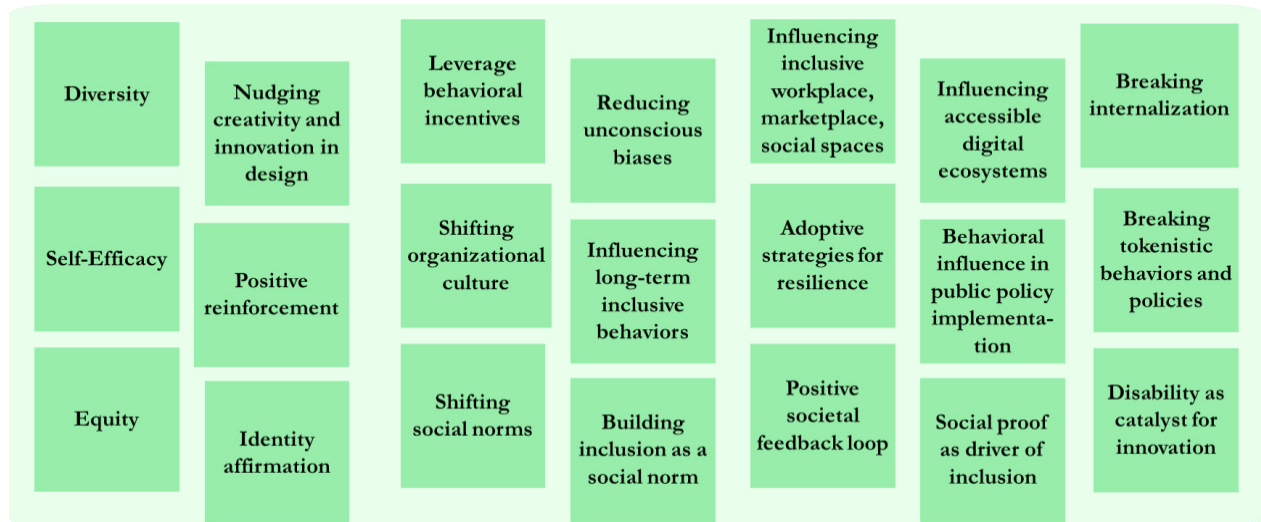 Diversity
Self-Efficacy
Equity
Nudging
creativity and
innovation in
design
Positive
reinforcement
Identity
affirmation
Leverage
behavioral
incentives
Shifting
organizational
culture
Shifting
social norms
Reducing
unconscious
biases
Influencing
long-term
inclusive
behaviors
Building
inclusion as a
social norm
Influencing
inclusive
workplace,
marketplace,
social spaces
Adoptive
strategies for
resilience
Positive
societal
feedback loop
Influencing
accessible
digital
ecosystems
Behavioral
influence in
public policy
implementa-
tion
Social proof
as driver of
inclusion
Breaking
internalization
Breaking
tokenistic
behaviors and
policies
Disability as
catalyst for
innovation